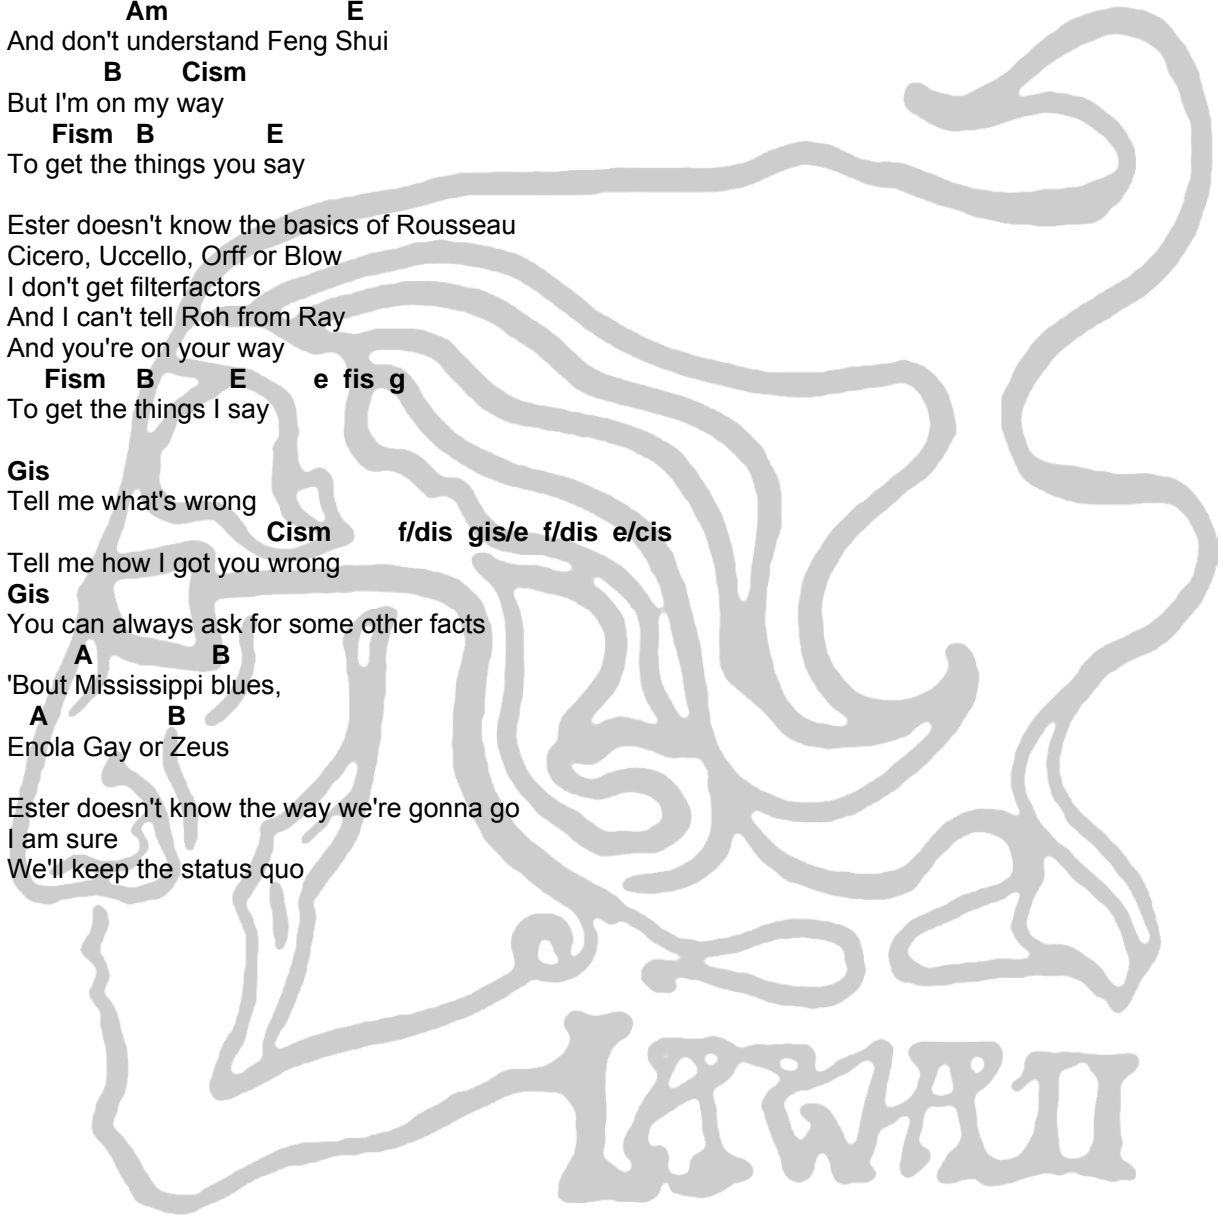 Am E
And don't understand Feng Shui
B Cism
But I'm on my way
Fism B E
To get the things you say
Ester doesn't know the basics of Rousseau
Cicero, Uccello, Orff or Blow
I don't get filterfactors
And I can't tell Roh from Ray
And you're on your way
Fism B E e fis g
To get the things I say
Gis
Tell me what's wrong
Cism f/dis gis/e f/dis e/cis
Tell me how I got you wrong
Gis
You can always ask for some other facts
A B
'Bout Mississippi blues,
A B
Enola Gay or Zeus
Ester doesn't know the way we're gonna go
I am sure
We'll keep the status quo